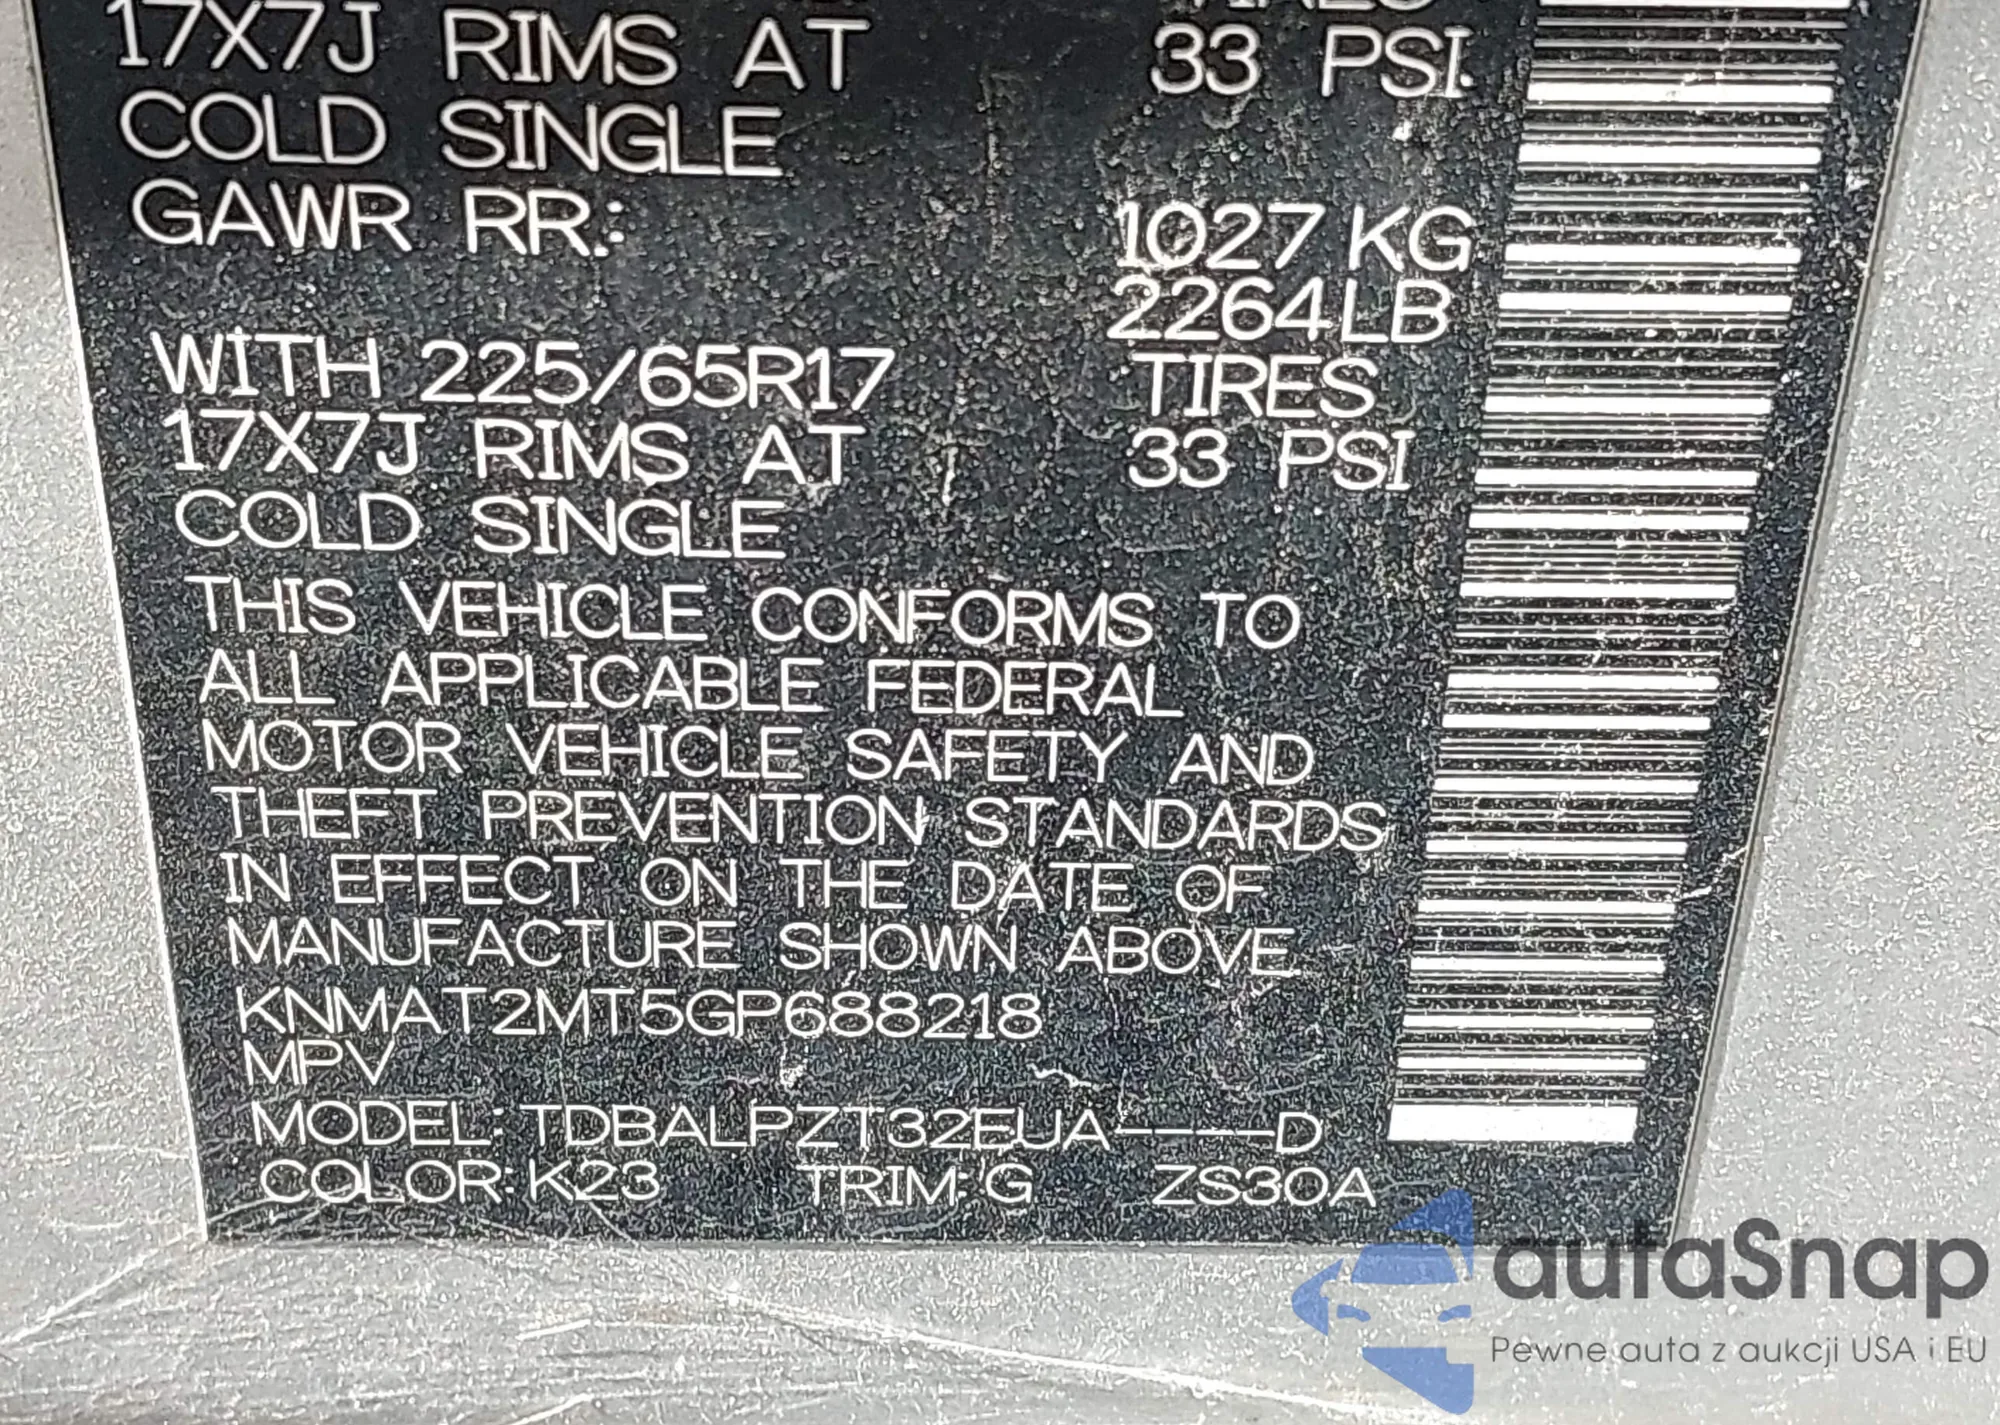 TIRES
17X7J RIMS AT 33 PSI
COLD SINGLE
GAWR RR: 1027 KG
2264LB
WITH 225/65R17 TIRES
17X7J RIMS AT 33 PSI
COLD SINGLE
THIS VEHICLE CONFORMS TO
ALL APPLICABLE FEDERAL
MOTOR VEHICLE SAFETY AND
THEFT PREVENTION STANDARDS
IN EFFECT ON THE DATE OF
MANUFACTURE SHOWN ABOVE.
KNMAT2MT5GP688218
MPV
MODEL: TDBALPZT32EUA----D
COLOR: K23 TRIM: G ZS30A
autaSnap
Pewne auta z aukcji USA i EU